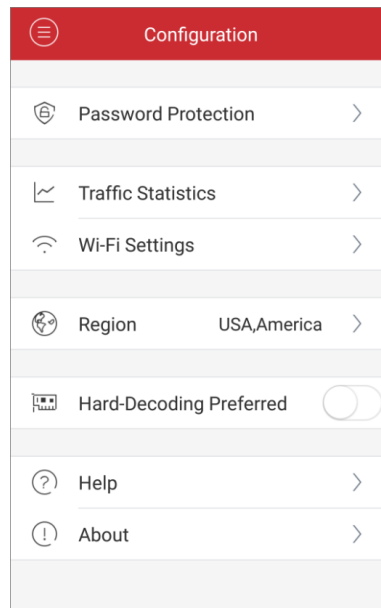 Configuration
Password Protection
Traffic Statistics
Wi-Fi Settings
Region USA,America
Hard-Decoding Preferred
Help
About